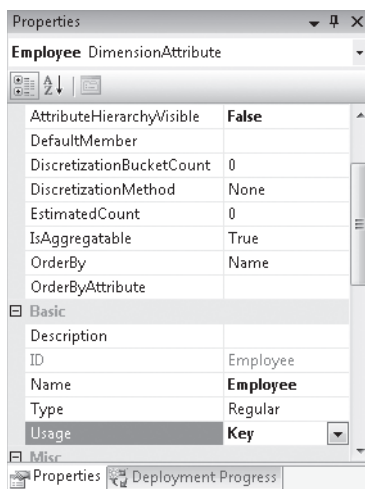 Properties
Employee DimensionAttribute
AttributeHierarchyVisible False
DefaultMember
DiscretizationBucketCount 0
DiscretizationMethod None
EstimatedCount 0
IsAggregatable True
OrderBy Name
OrderByAttribute
Basic
Description
ID Employee
Name Employee
Type Regular
Usage Key
Misc
Properties Deployment Progress